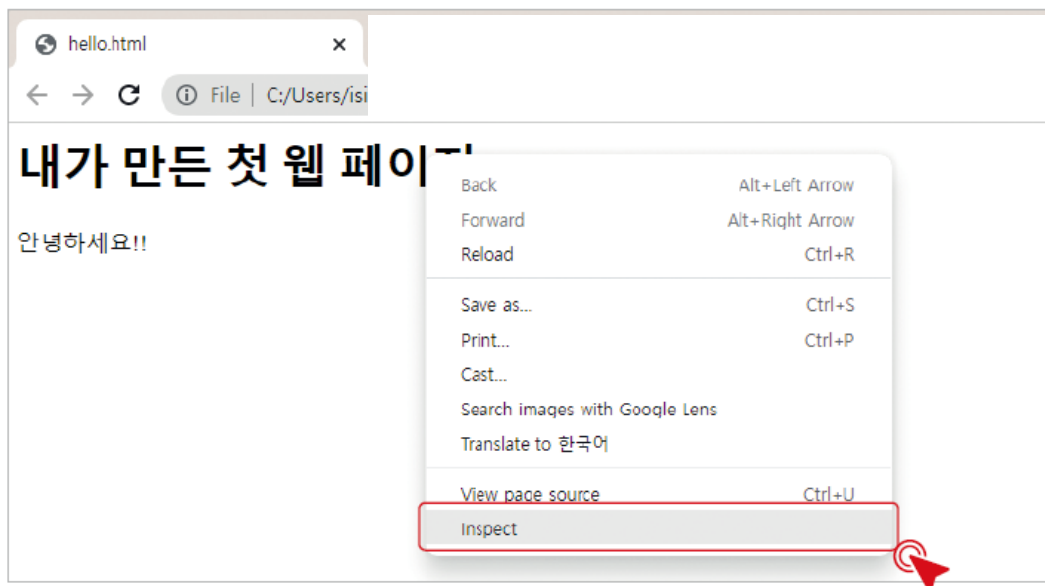 hello.html
File | C:/Users/isi
내가 만든 첫 웹 페이지
안녕하세요!!
Back Alt+Left Arrow
Forward Alt+Right Arrow
Reload Ctrl+R
Save as... Ctrl+S
Print... Ctrl+P
Cast...
Search images with Google Lens
Translate to 한국어
View page source Ctrl+U
Inspect